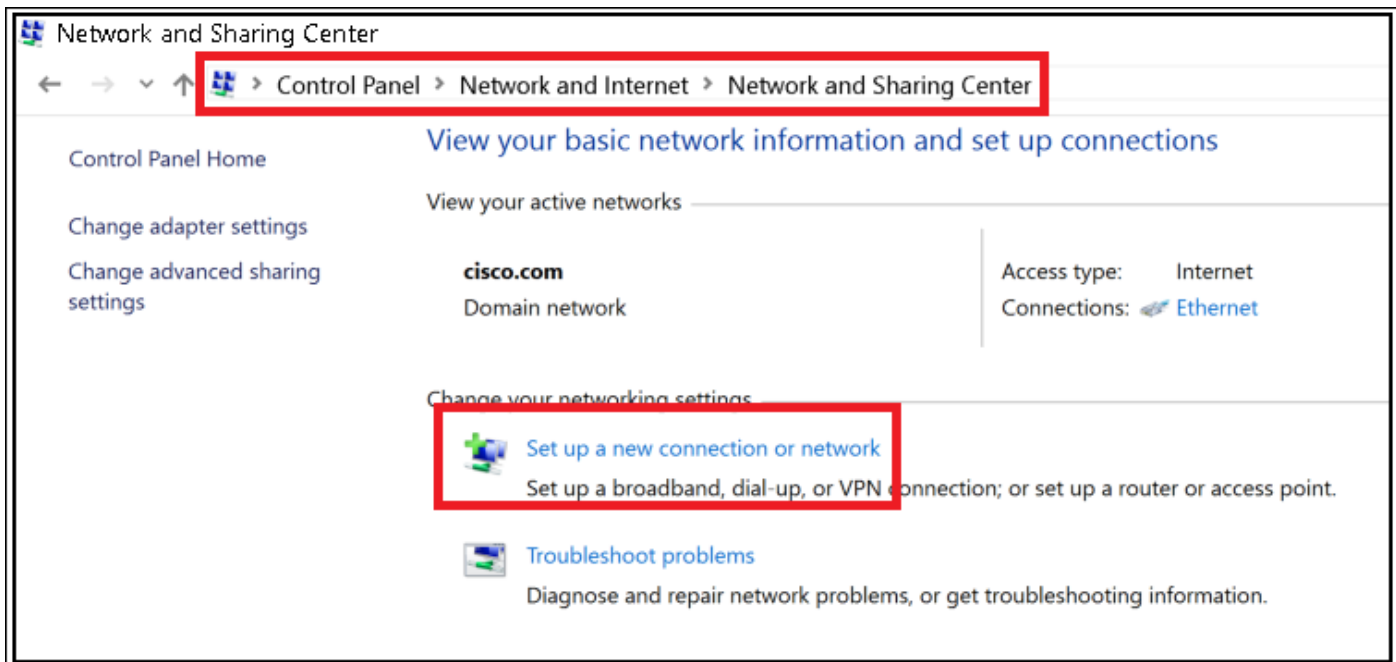 Network and Sharing Center
Control Panel > Network and Internet > Network and Sharing Center
Control Panel Home
Change adapter settings
Change advanced sharing
settings
View your basic network information and set up connections
View your active networks
cisco.com
Domain network
Access type: Internet
Connections: Ethernet
Change your networking settings
Set up a new connection or network
Set up a broadband, dial-up, or VPN connection; or set up a router or access point.
Troubleshoot problems
Diagnose and repair network problems, or get troubleshooting information.